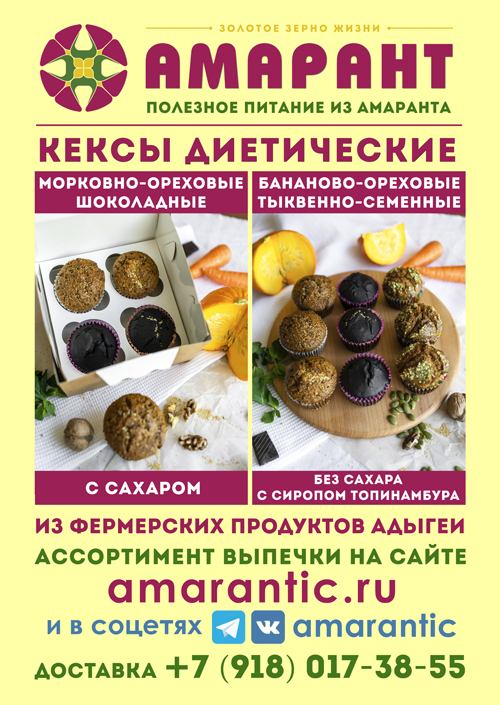 ЗОЛОТОЕ ЗЕРНО ЖИЗНИ
АМАРАНТ
ПОЛЕЗНОЕ ПИТАНИЕ ИЗ АМАРАНТА
КЕКСЫ ДИЕТИЧЕСКИЕ
МОРКОВНО-ОРЕХОВЫЕ
ШОКОЛАДНЫЕ
БАНАНОВО-ОРЕХОВЫЕ
ТЫКВЕННО-СЕМЕННЫЕ
С САХАРОМ
БЕЗ САХАРА
С СИРОПОМ ТОПИНАМБУРА
ИЗ ФЕРМЕРСКИХ ПРОДУКТОВ АДЫГЕИ
АССОРТИМЕНТ ВЫПЕЧКИ НА САЙТЕ
amarantic.ru
и в соцетях amarantic
ДОСТАВКА +7 (918) 017-38-55